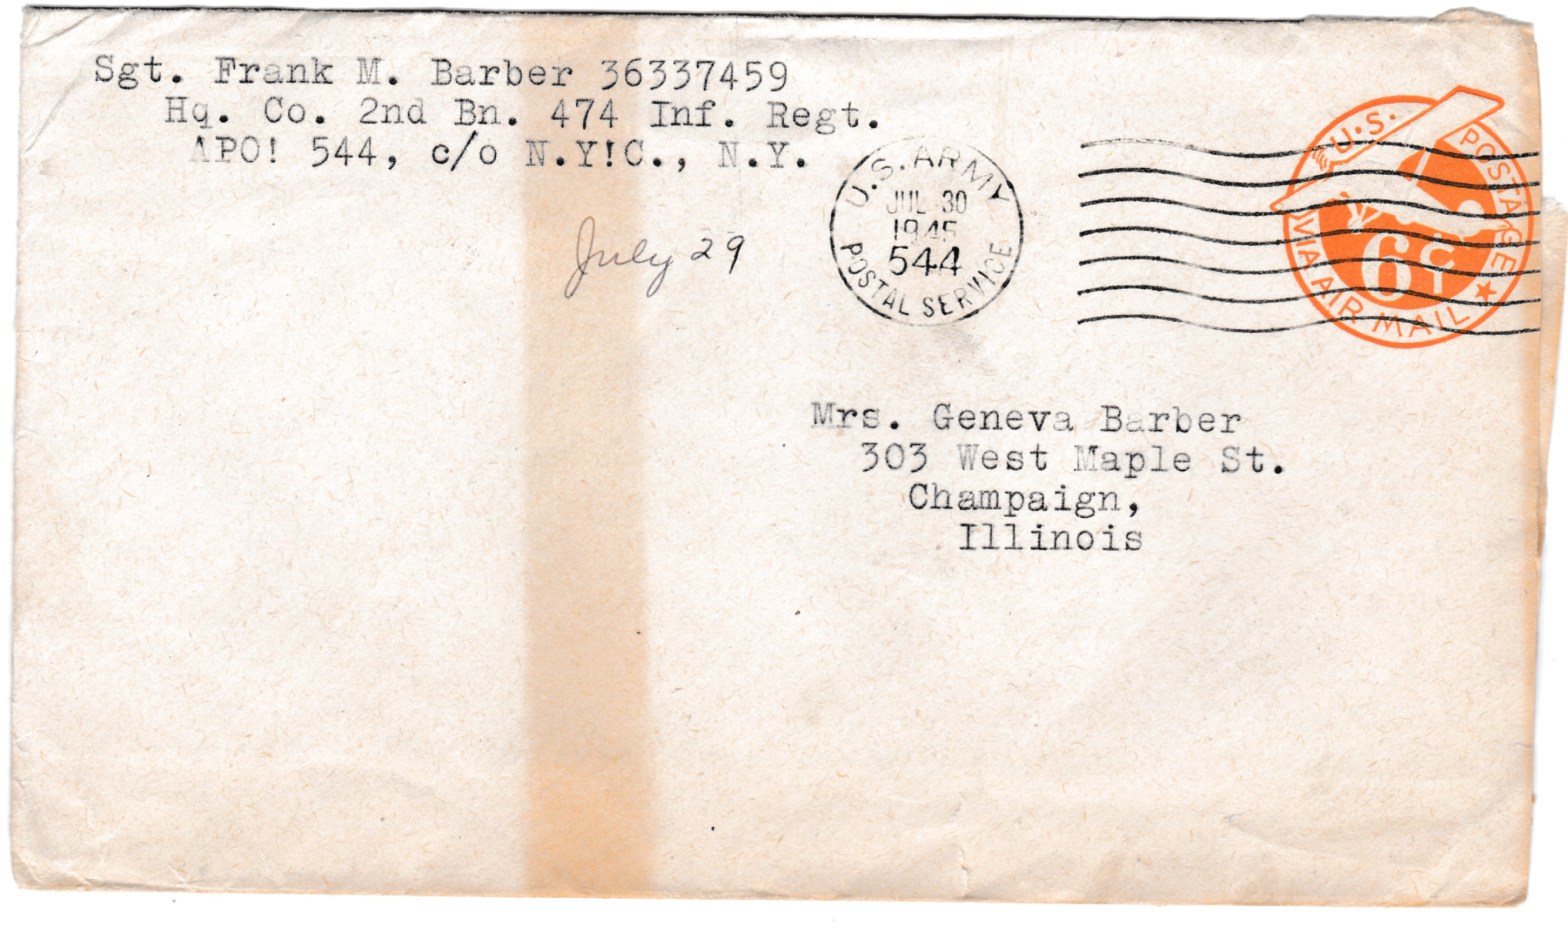 Sgt. Frank M. Barber 36337459
Hq. Co. 2nd Bn. 474 Inf. Regt.
APO! 544, c/o N.Y!C., N.Y.
July 29
U.S. ARMY
JUL 30
1945
544
POSTAL SERVICE
U.S. POSTAGE
6¢
VIA AIR MAIL
Mrs. Geneva Barber
303 West Maple St.
Champaign,
Illinois